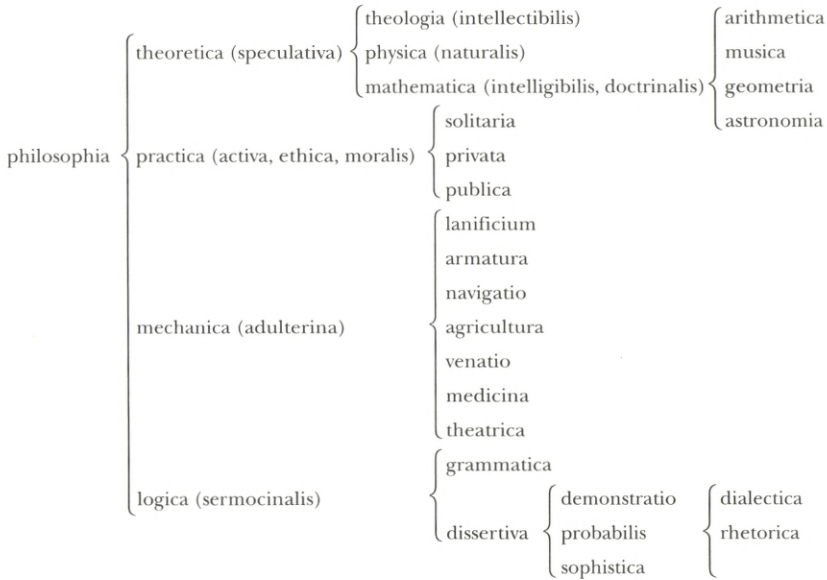 theologia (intellectibilis) arithmetica
theoretica (speculativa) physica (naturalis) musica
mathematica (intelligibilis, doctrinalis) geometria
solitaria astronomia
philosophia practica (activa, ethica, moralis) privata
publica
lanificium
armatura
navigatio
mechanica (adulterina) agricultura
venatio
medicina
theatrica
grammatica
logica (sermocinalis) demonstratio dialectica
dissertiva probabilis rhetorica
sophistica